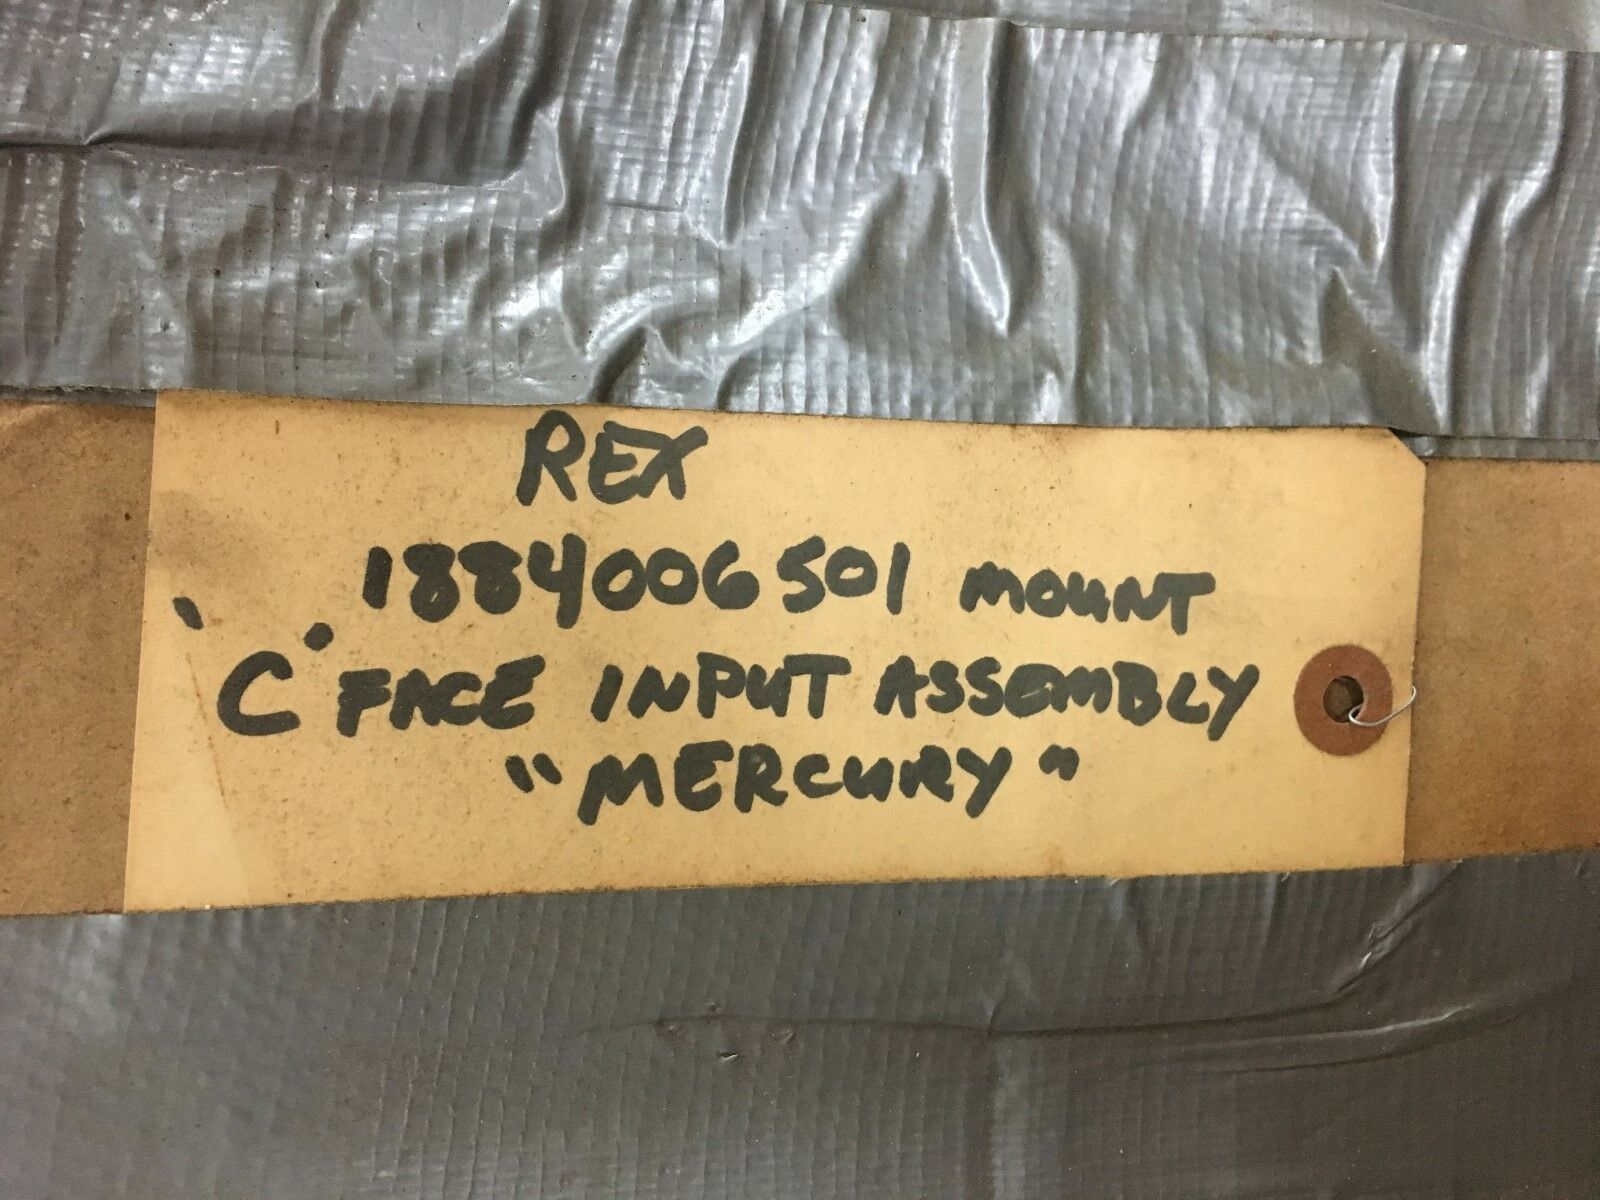 REX
1884006501 MOUNT
'C' FACE INPUT ASSEMBLY
"MERCURY"